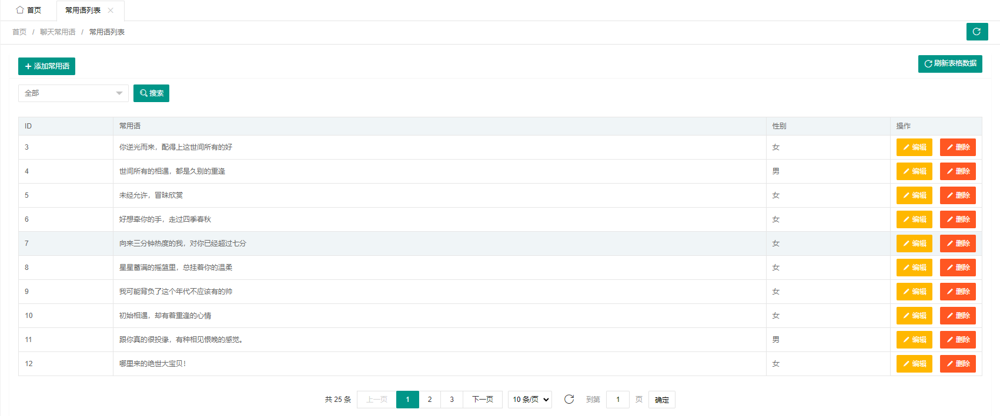 首页 常用语列表
首页 / 聊天常用语 / 常用语列表
添加常用语 刷新表格数据
全部 搜索
ID 常用语 性别 操作
3 你逆光而来，配得上这世间所有的好 女 编辑 删除
4 世间所有的相遇，都是久别的重逢 男 编辑 删除
5 未经允许，冒昧欣赏 女 编辑 删除
6 好想牵你的手，走过四季春秋 女 编辑 删除
7 向来三分钟热度的我，对你已经超过七分 女 编辑 删除
8 星星蓄满的摇篮里，总挂着你的温柔 女 编辑 删除
9 我可能背负了这个年代不应该有的帅 女 编辑 删除
10 初始相遇，却有着重逢的心情 女 编辑 删除
11 跟你真的很投缘，有种相见恨晚的感觉。 男 编辑 删除
12 哪里来的绝世大宝贝！ 女 编辑 删除
共 25 条 上一页 1 2 3 下一页 10 条/页 到第 1 页 确定